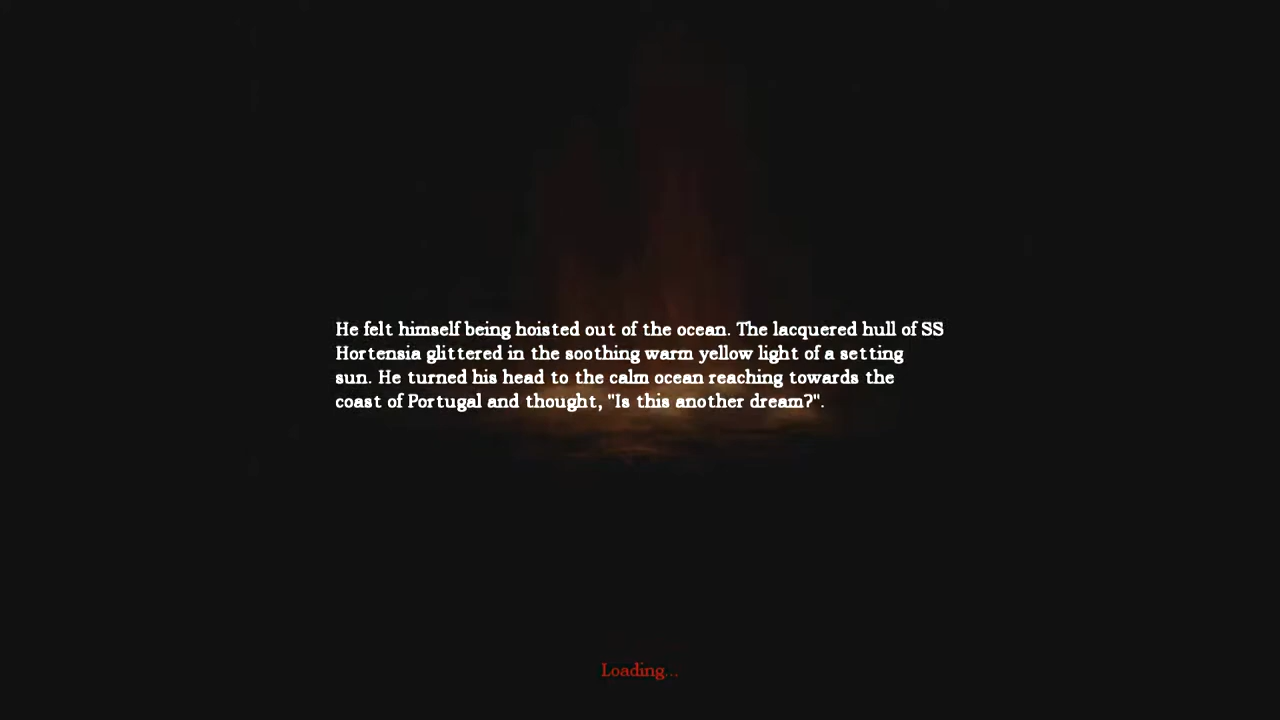 He felt himself being hoisted out of the ocean. The lacquered hull of SS
Hortensia glittered in the soothing warm yellow light of a setting
sun. He turned his head to the calm ocean reaching towards the
coast of Portugal and thought, "Is this another dream?".
Loading...